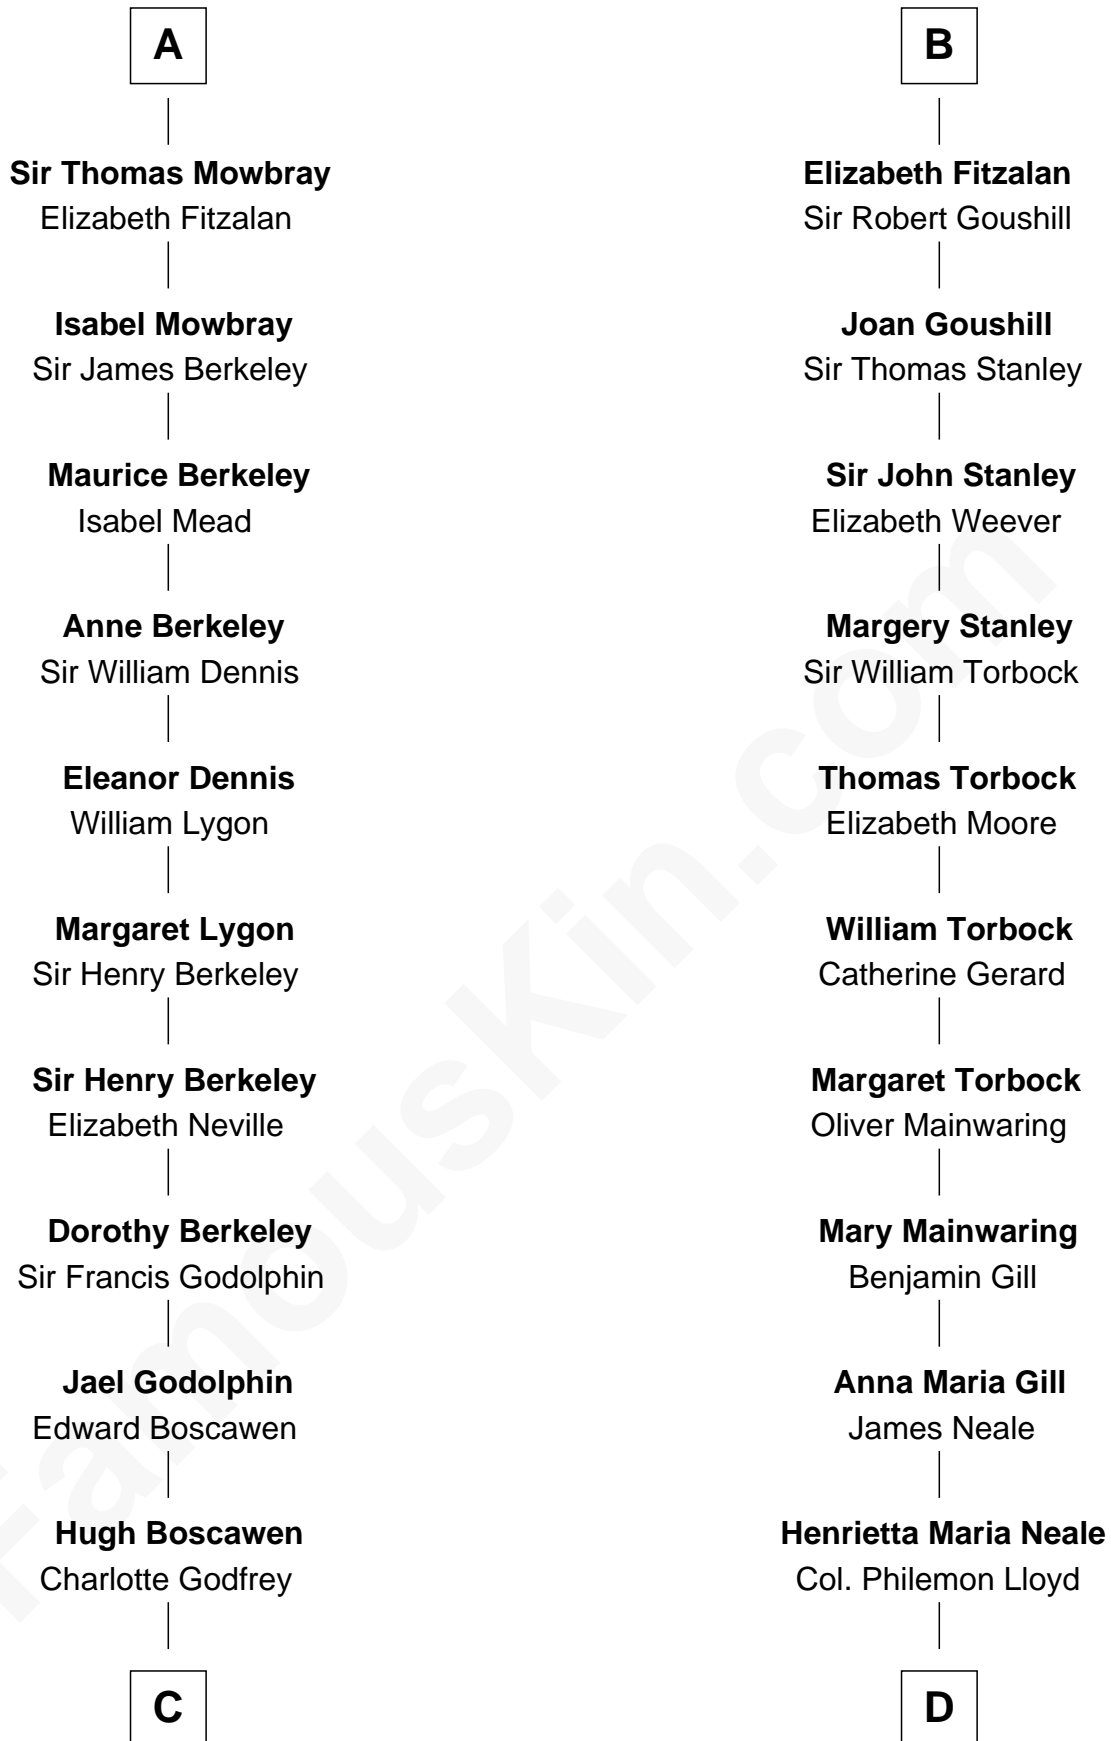 A
Sir Thomas Mowbray
Elizabeth Fitzalan
Isabel Mowbray
Sir James Berkeley
Maurice Berkeley
Isabel Mead
Anne Berkeley
Sir William Dennis
Eleanor Dennis
William Lygon
Margaret Lygon
Sir Henry Berkeley
Sir Henry Berkeley
Elizabeth Neville
Dorothy Berkeley
Sir Francis Godolphin
Jael Godolphin
Edward Boscawen
Hugh Boscawen
Charlotte Godfrey
C
B
Elizabeth Fitzalan
Sir Robert Goushill
Joan Goushill
Sir Thomas Stanley
Sir John Stanley
Elizabeth Weever
Margery Stanley
Sir William Torbock
Thomas Torbock
Elizabeth Moore
William Torbock
Catherine Gerard
Margaret Torbock
Oliver Mainwaring
Mary Mainwaring
Benjamin Gill
Anna Maria Gill
James Neale
Henrietta Maria Neale
Col. Philemon Lloyd
D
FamousKin.com